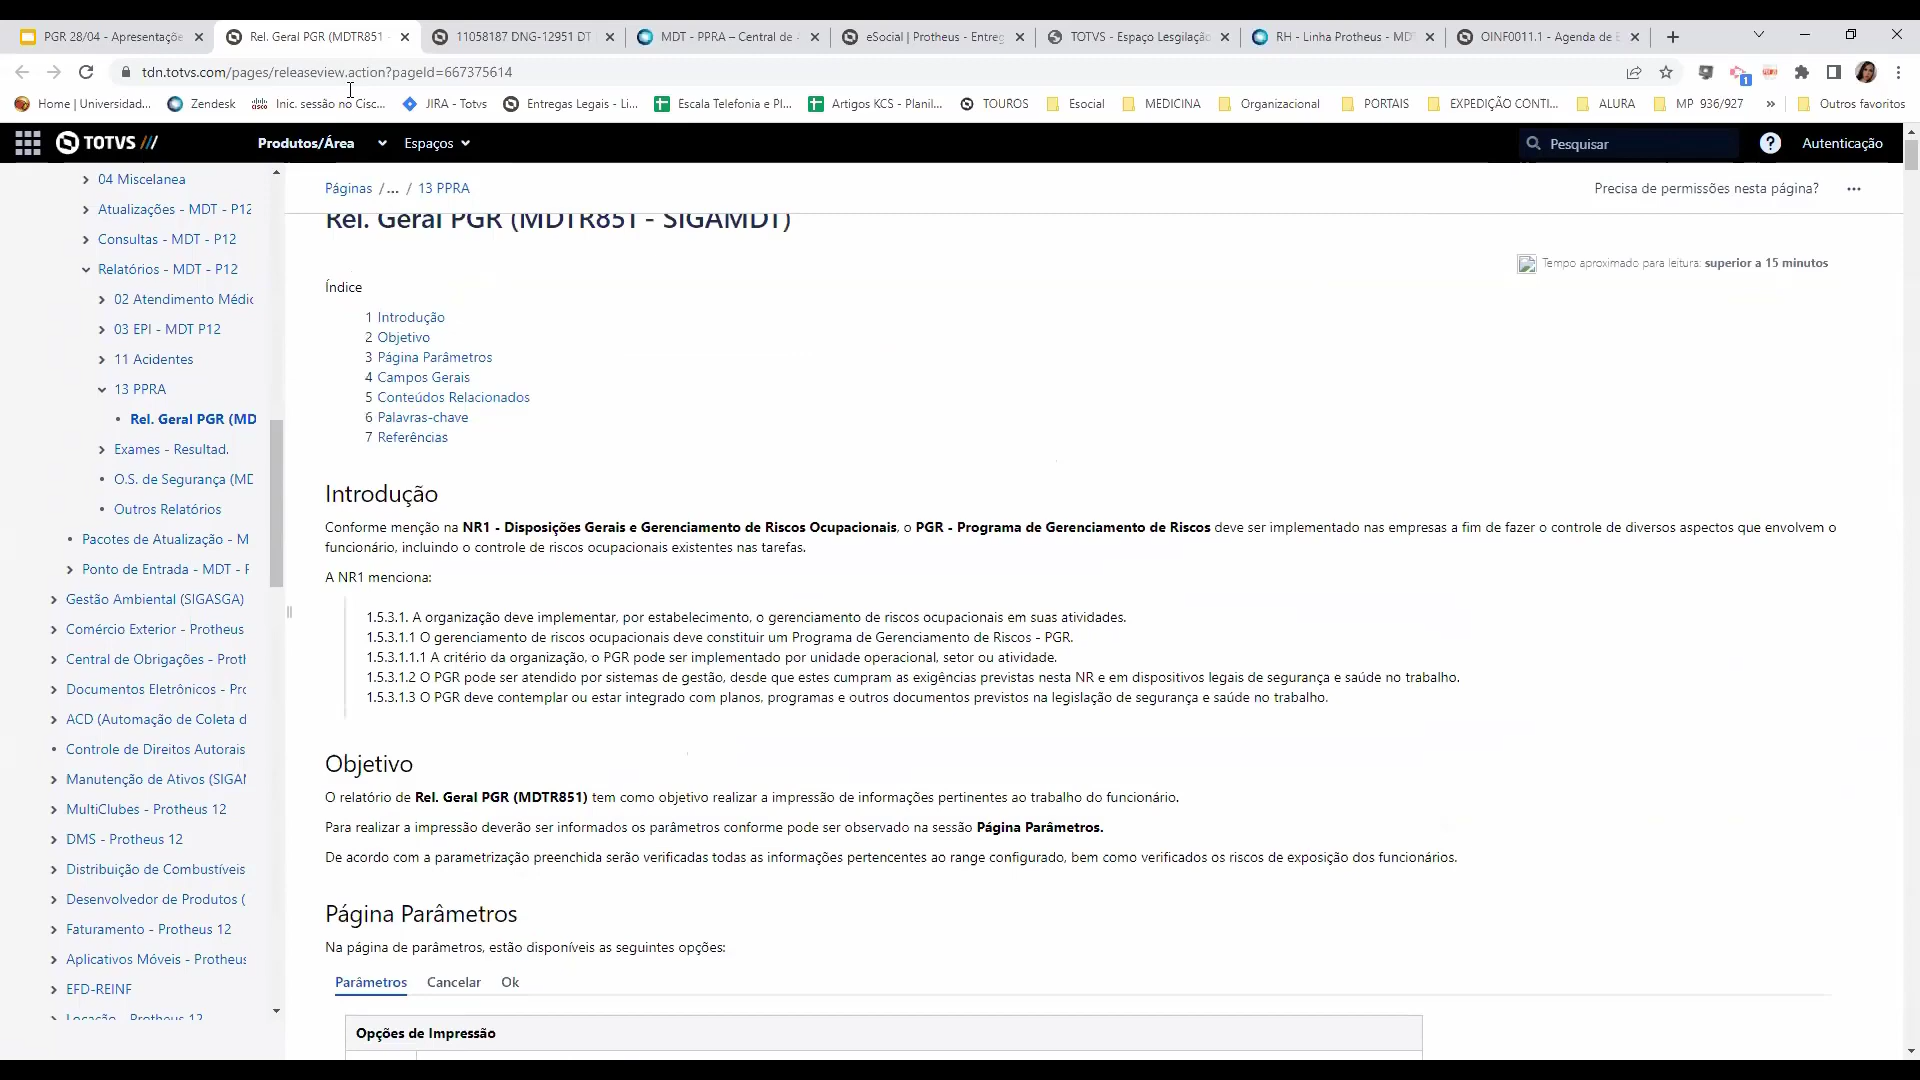 PGR 28/04 - Apresentaçõe
Rel. Geral PGR (MDTR851 -
11058187 DNG-12951 DT
MDT - PPRA – Central de
eSocial | Protheus - Entreg
TOTVS - Espaço Lesgilação
RH - Linha Protheus - MD
OINF0011.1 - Agenda de E
tdn.totvs.com/pages/releaseview.action?pageId=667375614
Home | Universidad...
Zendesk
Inic. sessão no Cisc...
JIRA - Totvs
Entregas Legais - Li...
Escala Telefonia e Pl...
Artigos KCS - Planil...
TOUROS
Esocial
MEDICINA
Organizacional
PORTAIS
EXPEDIÇÃO CONTI...
ALURA
MP 936/927
»
Outros favoritos
TOTVS
Produtos/Área
Espaços
Pesquisar
Autenticação
04 Miscelanea
Atualizações - MDT - P12
Consultas - MDT - P12
Relatórios - MDT - P12
02 Atendimento Médic
03 EPI - MDT P12
11 Acidentes
13 PPRA
Rel. Geral PGR (MD
Exames - Resultad.
O.S. de Segurança (MD
Outros Relatórios
Pacotes de Atualização - M
Ponto de Entrada - MDT - P
Gestão Ambiental (SIGASGA)
Comércio Exterior - Protheus
Central de Obrigações - Proth
Documentos Eletrônicos - Pro
ACD (Automação de Coleta d
Controle de Direitos Autorais
Manutenção de Ativos (SIGAM
MultiClubes - Protheus 12
DMS - Protheus 12
Distribuição de Combustíveis
Desenvolvedor de Produtos (
Faturamento - Protheus 12
Aplicativos Móveis - Protheus
EFD-REINF
Locação - Protheus 12
Páginas /... / 13 PPRA
Precisa de permissões nesta página?
Rel. Geral PGR (MDTR851 - SIGAMDT)
Tempo aproximado para leitura: superior a 15 minutos
Índice
1 Introdução
2 Objetivo
3 Página Parâmetros
4 Campos Gerais
5 Conteúdos Relacionados
6 Palavras-chave
7 Referências
Introdução
Conforme menção na NR1 - Disposições Gerais e Gerenciamento de Riscos Ocupacionais, o PGR - Programa de Gerenciamento de Riscos deve ser implementado nas empresas a fim de fazer o controle de diversos aspectos que envolvem o
funcionário, incluindo o controle de riscos ocupacionais existentes nas tarefas.
A NR1 menciona:
1.5.3.1. A organização deve implementar, por estabelecimento, o gerenciamento de riscos ocupacionais em suas atividades.
1.5.3.1.1 O gerenciamento de riscos ocupacionais deve constituir um Programa de Gerenciamento de Riscos - PGR.
1.5.3.1.1.1 A critério da organização, o PGR pode ser implementado por unidade operacional, setor ou atividade.
1.5.3.1.2 O PGR pode ser atendido por sistemas de gestão, desde que estes cumpram as exigências previstas nesta NR e em dispositivos legais de segurança e saúde no trabalho.
1.5.3.1.3 O PGR deve contemplar ou estar integrado com planos, programas e outros documentos previstos na legislação de segurança e saúde no trabalho.
Objetivo
O relatório de Rel. Geral PGR (MDTR851) tem como objetivo realizar a impressão de informações pertinentes ao trabalho do funcionário.
Para realizar a impressão deverão ser informados os parâmetros conforme pode ser observado na sessão Página Parâmetros.
De acordo com a parametrização preenchida serão verificadas todas as informações pertencentes ao range configurado, bem como verificados os riscos de exposição dos funcionários.
Página Parâmetros
Na página de parâmetros, estão disponíveis as seguintes opções:
Parâmetros Cancelar Ok
Opções de Impressão